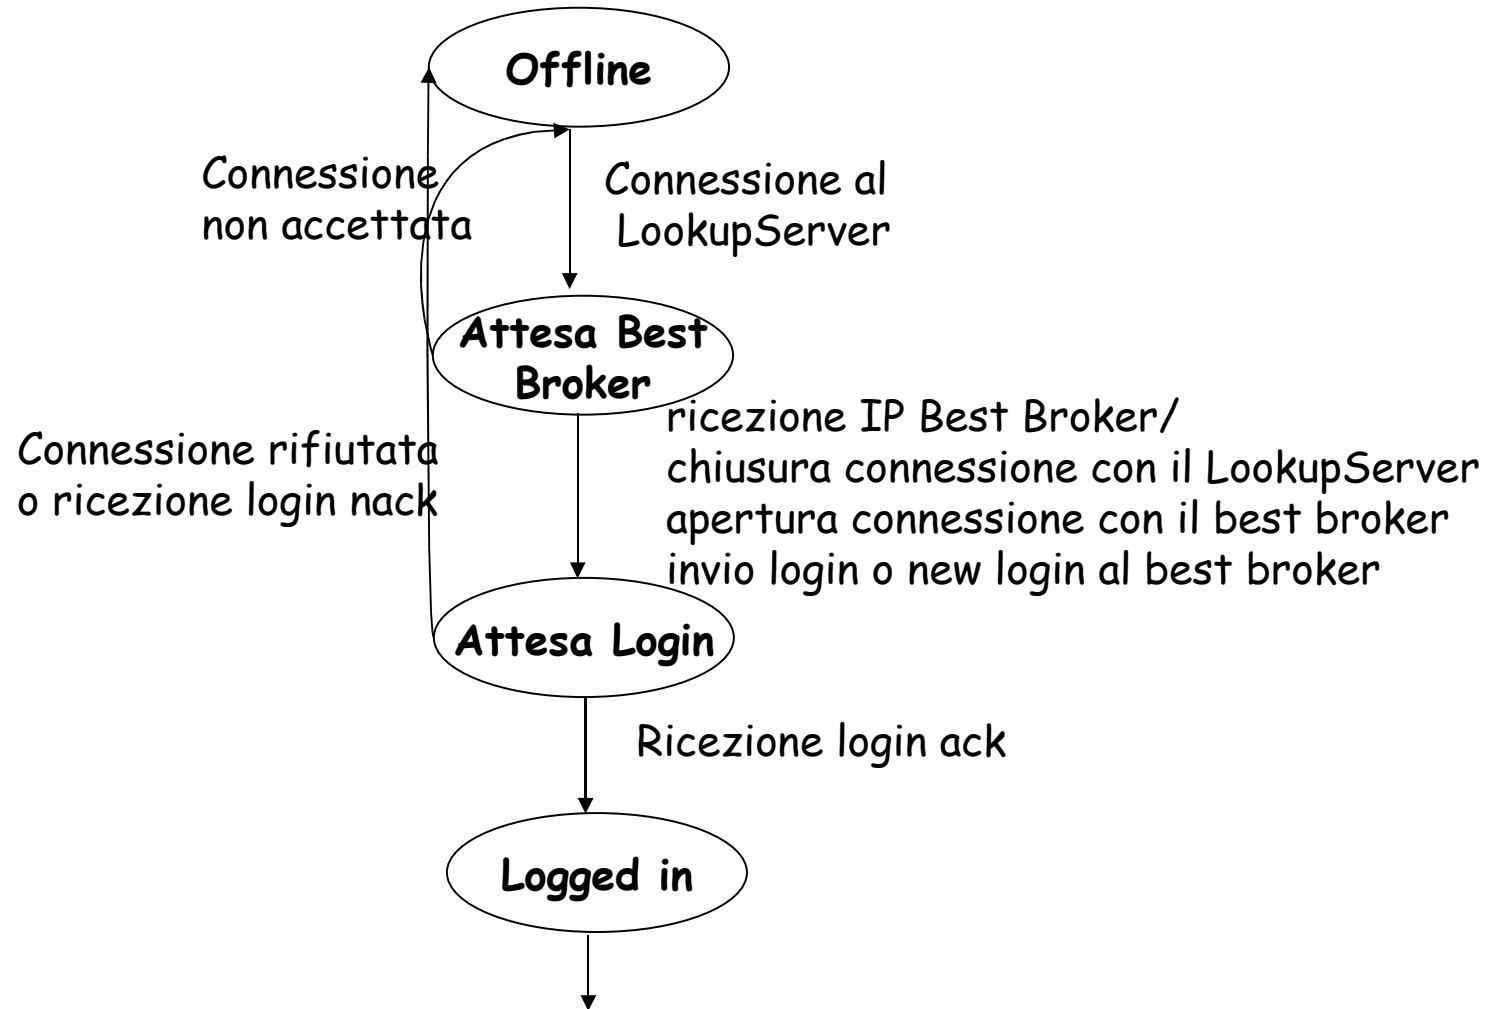 Offline
Connessione
non accettata
Connessione al
LookupServer
Attesa Best
Broker
Connessione rifiutata
o ricezione login nack
ricezione IP Best Broker/
chiusura connessione con il LookupServer
apertura connessione con il best broker
invio login o new login al best broker
Attesa Login
Ricezione login ack
Logged in